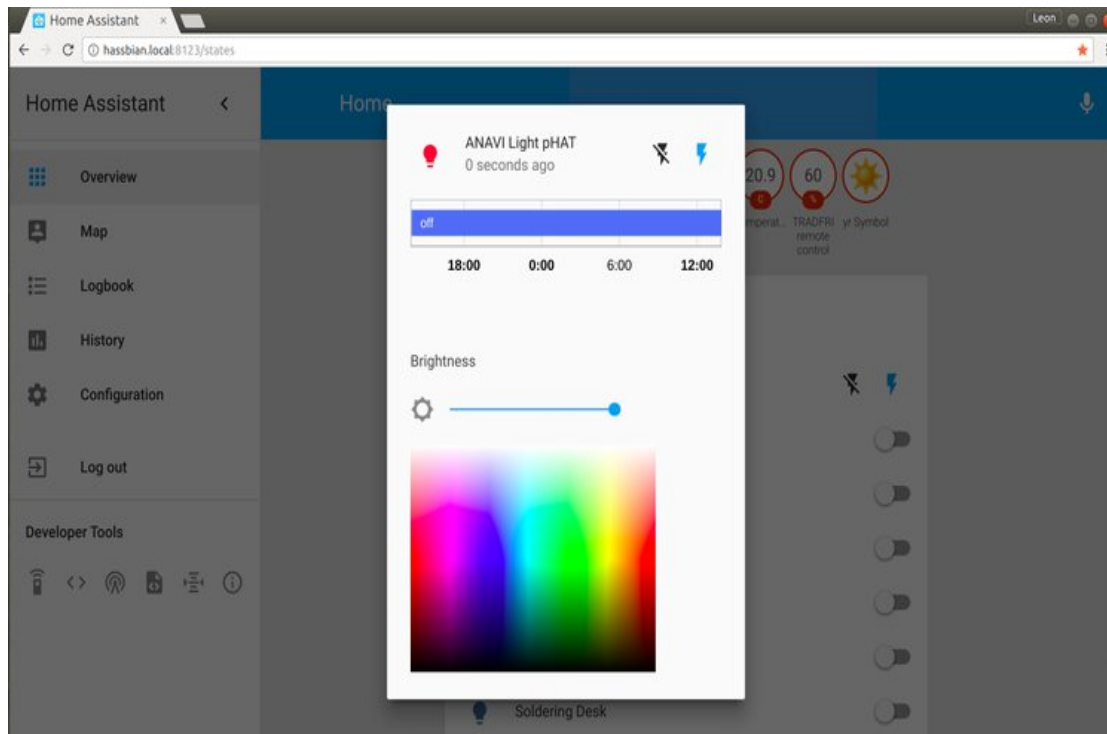 Home Assistant
Leon
hassbian.local:8123/states
Home Assistant
Home
Overview
Map
Logbook
History
Configuration
Log out
Developer Tools
ANAVI Light pHAT
0 seconds ago
off
18:00 0:00 6:00 12:00
Brightness
20.9 60
C %
mperat... TRADFRI yr Symbol
remote
control
Soldering Desk